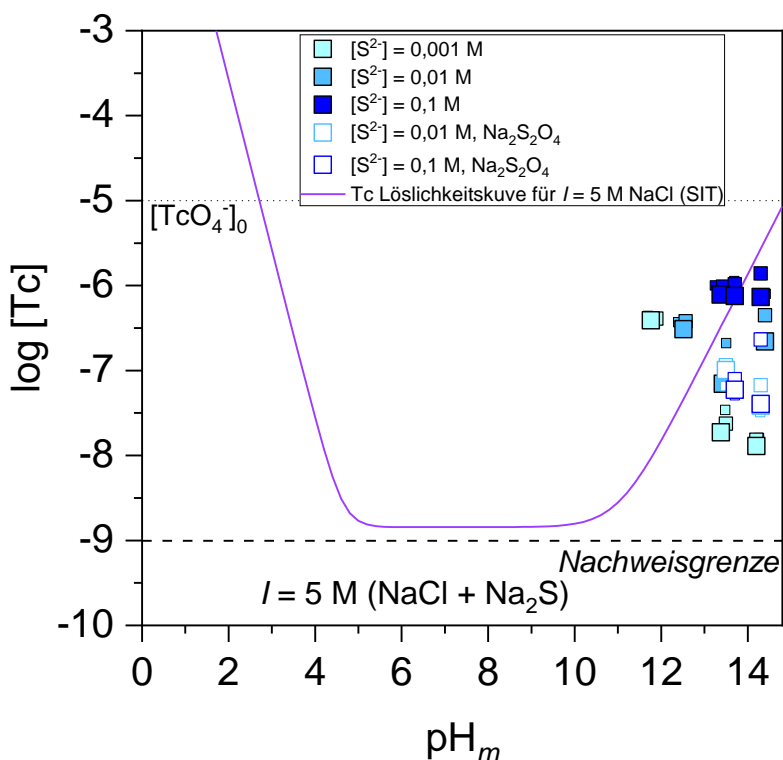 -3
-4
-5
-6
-7
-8
-9
-10
log [Tc]
[S²⁻] = 0,001 M
[S²⁻] = 0,01 M
[S²⁻] = 0,1 M
[S²⁻] = 0,01 M, Na₂S₂O₄
[S²⁻] = 0,1 M, Na₂S₂O₄
Tc Löslichkeitskuve für I = 5 M NaCl (SIT)
[TcO₄⁻]₀
Nachweisgrenze
I = 5 M (NaCl + Na₂S)
0 2 4 6 8 10 12 14
pHₘ